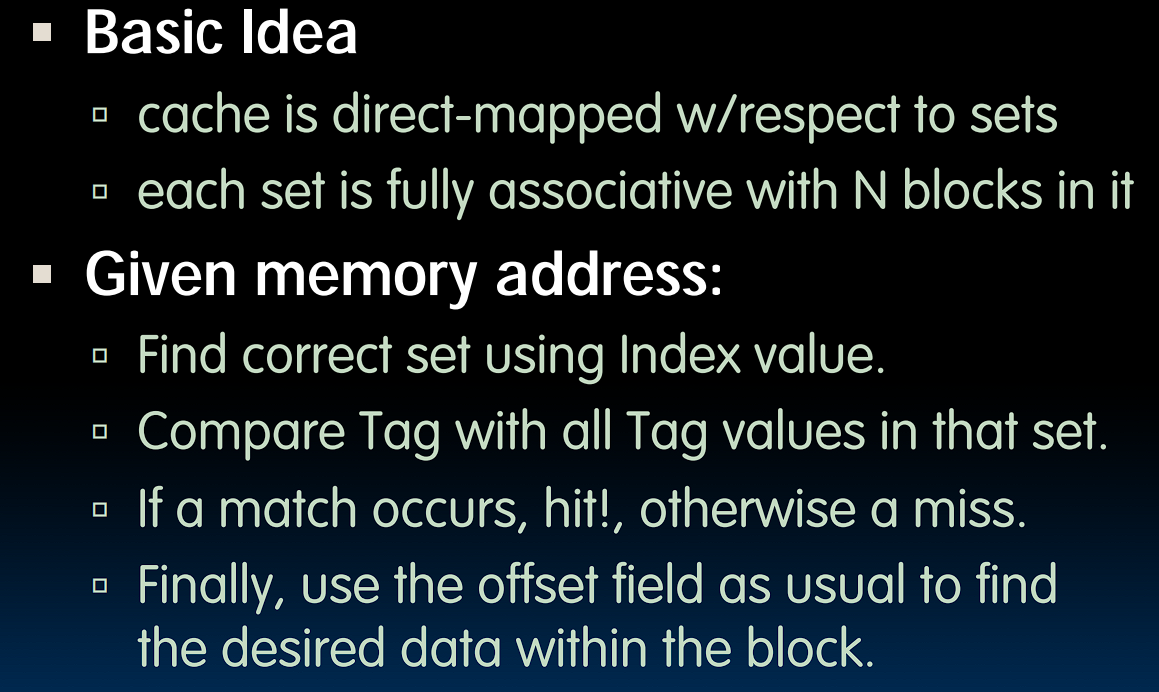 Basic Idea
cache is direct-mapped w/respect to sets
each set is fully associative with N blocks in it
Given memory address:
Find correct set using Index value.
Compare Tag with all Tag values in that set.
If a match occurs, hit!, otherwise a miss.
Finally, use the offset field as usual to find
the desired data within the block.